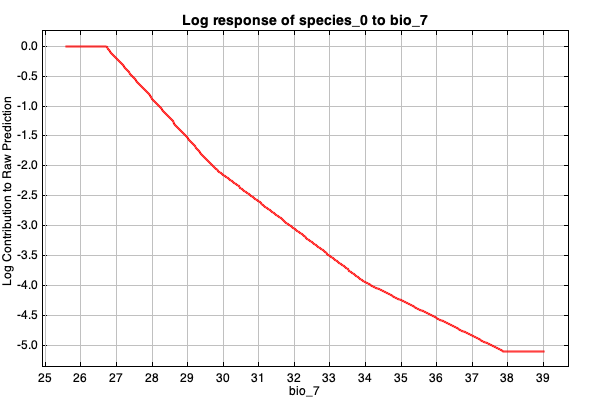 Log response of species_0 to bio_7
Log Contribution to Raw Prediction
0.0
-0.5
-1.0
-1.5
-2.0
-2.5
-3.0
-3.5
-4.0
-4.5
-5.0
25 26 27 28 29 30 31 32 33 34 35 36 37 38 39
bio_7